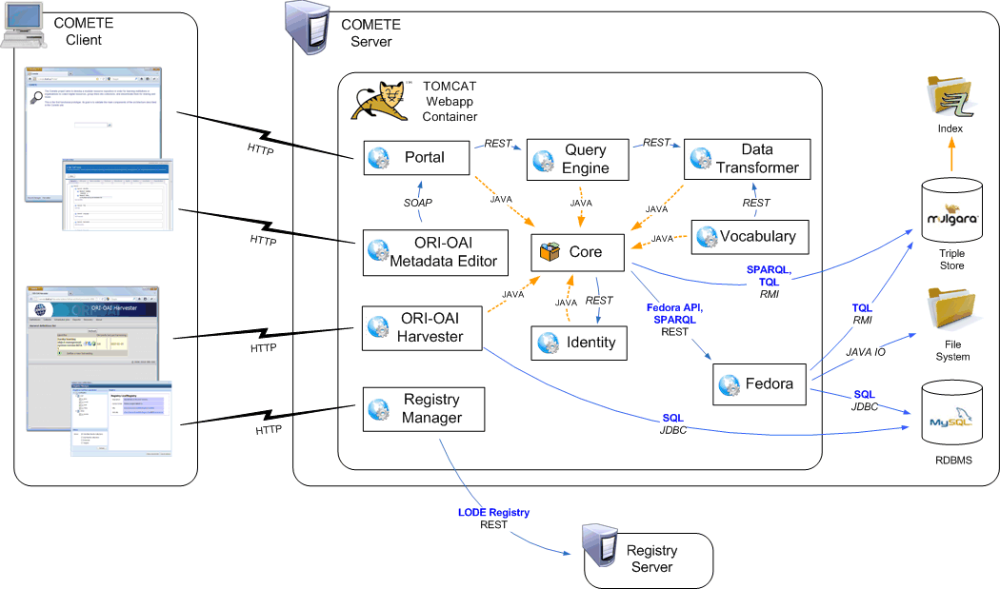 COMETE
Client
COMETE
Server
TOMCAT
Webapp
Container
Index
HTTP
Portal
REST
Query
Engine
REST
Data
Transformer
SOAP
JAVA
JAVA
JAVA
REST
mulgara
Triple
Store
HTTP
ORI-OAI
Metadata Editor
Core
JAVA
Vocabulary
SPARQL,
TQL
RMI
ORI-OAI Harvester
HTTP
ORI-OAI
Harvester
JAVA
JAVA
REST
Identity
Fedora API,
SPARQL
REST
TQL
RMI
File
System
JAVA IO
Fedora
SQL
JDBC
MySQL
RDBMS
HTTP
Registry
Manager
SQL
JDBC
LODE Registry
REST
Registry
Server